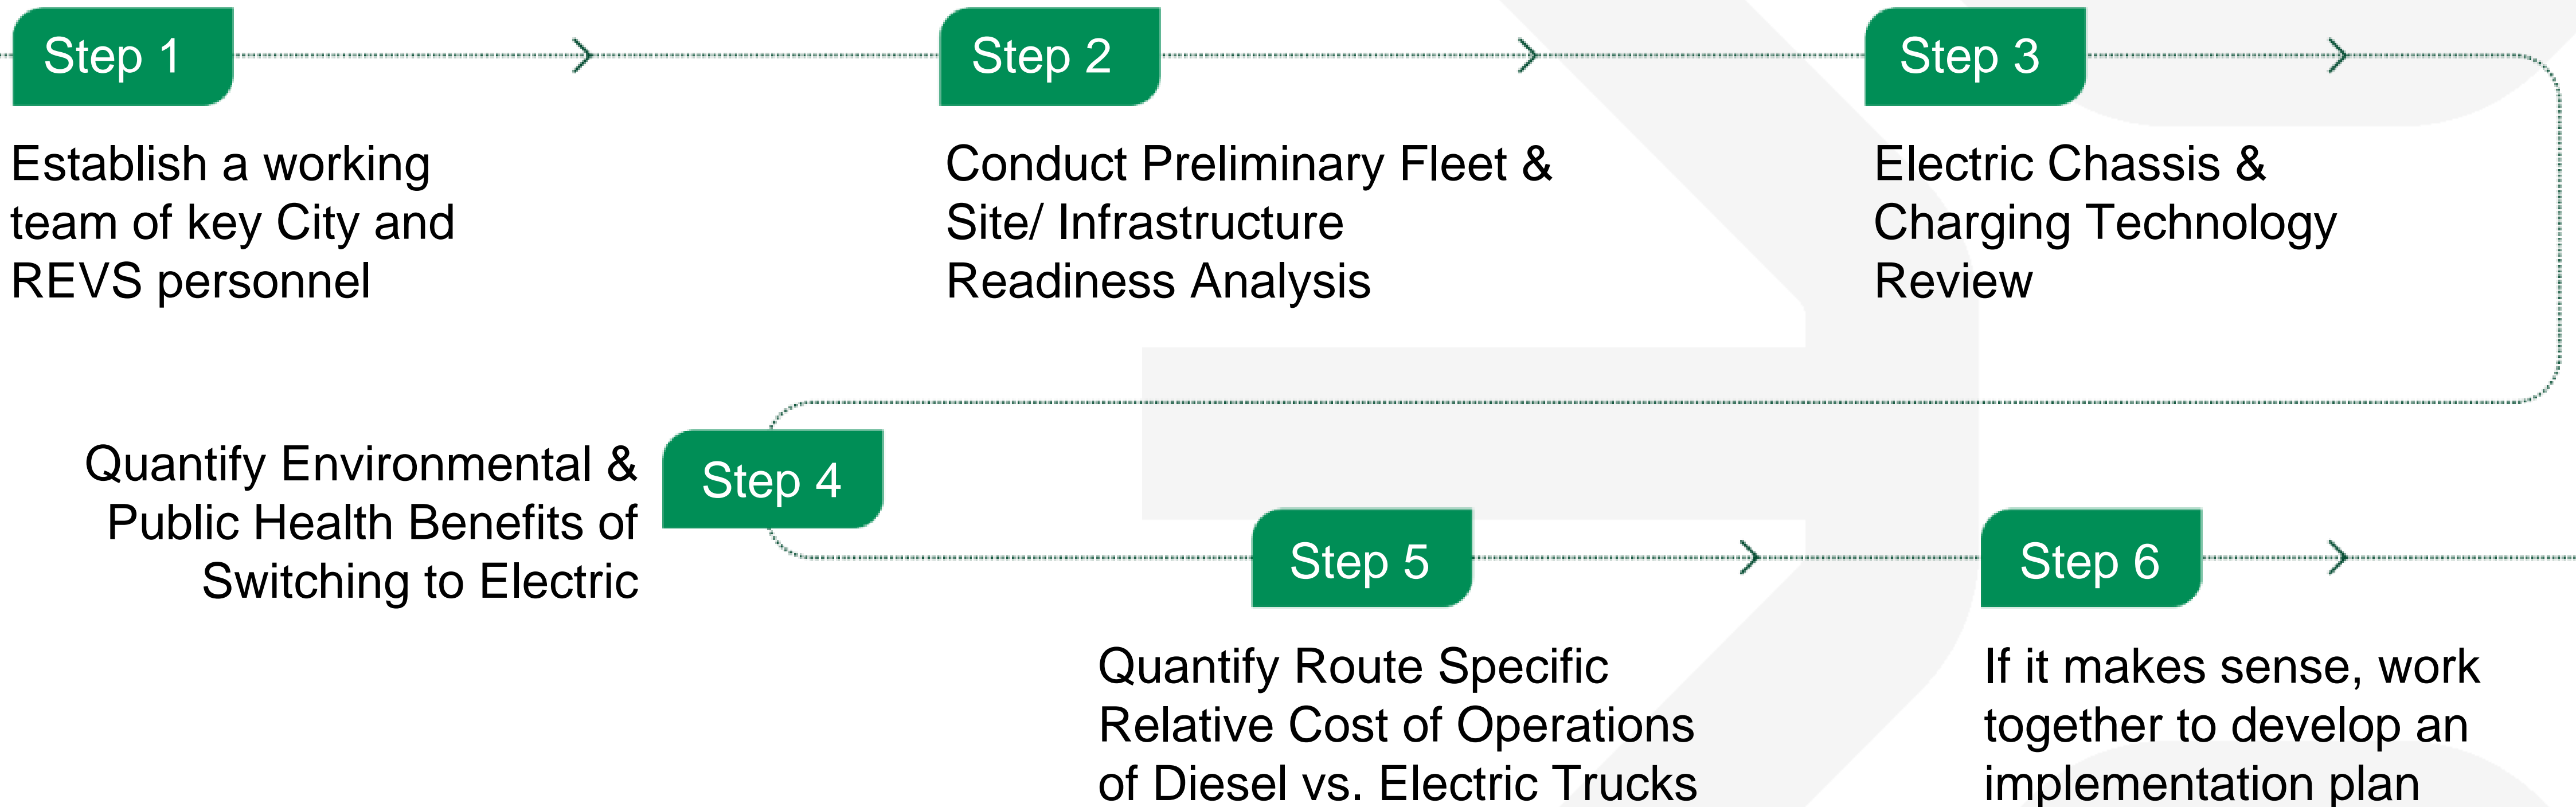 Step 1
Establish a working
team of key City and
REVS personnel
Step 2
Conduct Preliminary Fleet &
Site/ Infrastructure
Readiness Analysis
Step 3
Electric Chassis &
Charging Technology
Review
Step 4
Quantify Environmental &
Public Health Benefits of
Switching to Electric
Step 5
Quantify Route Specific
Relative Cost of Operations
of Diesel vs. Electric Trucks
Step 6
If it makes sense, work
together to develop an
implementation plan